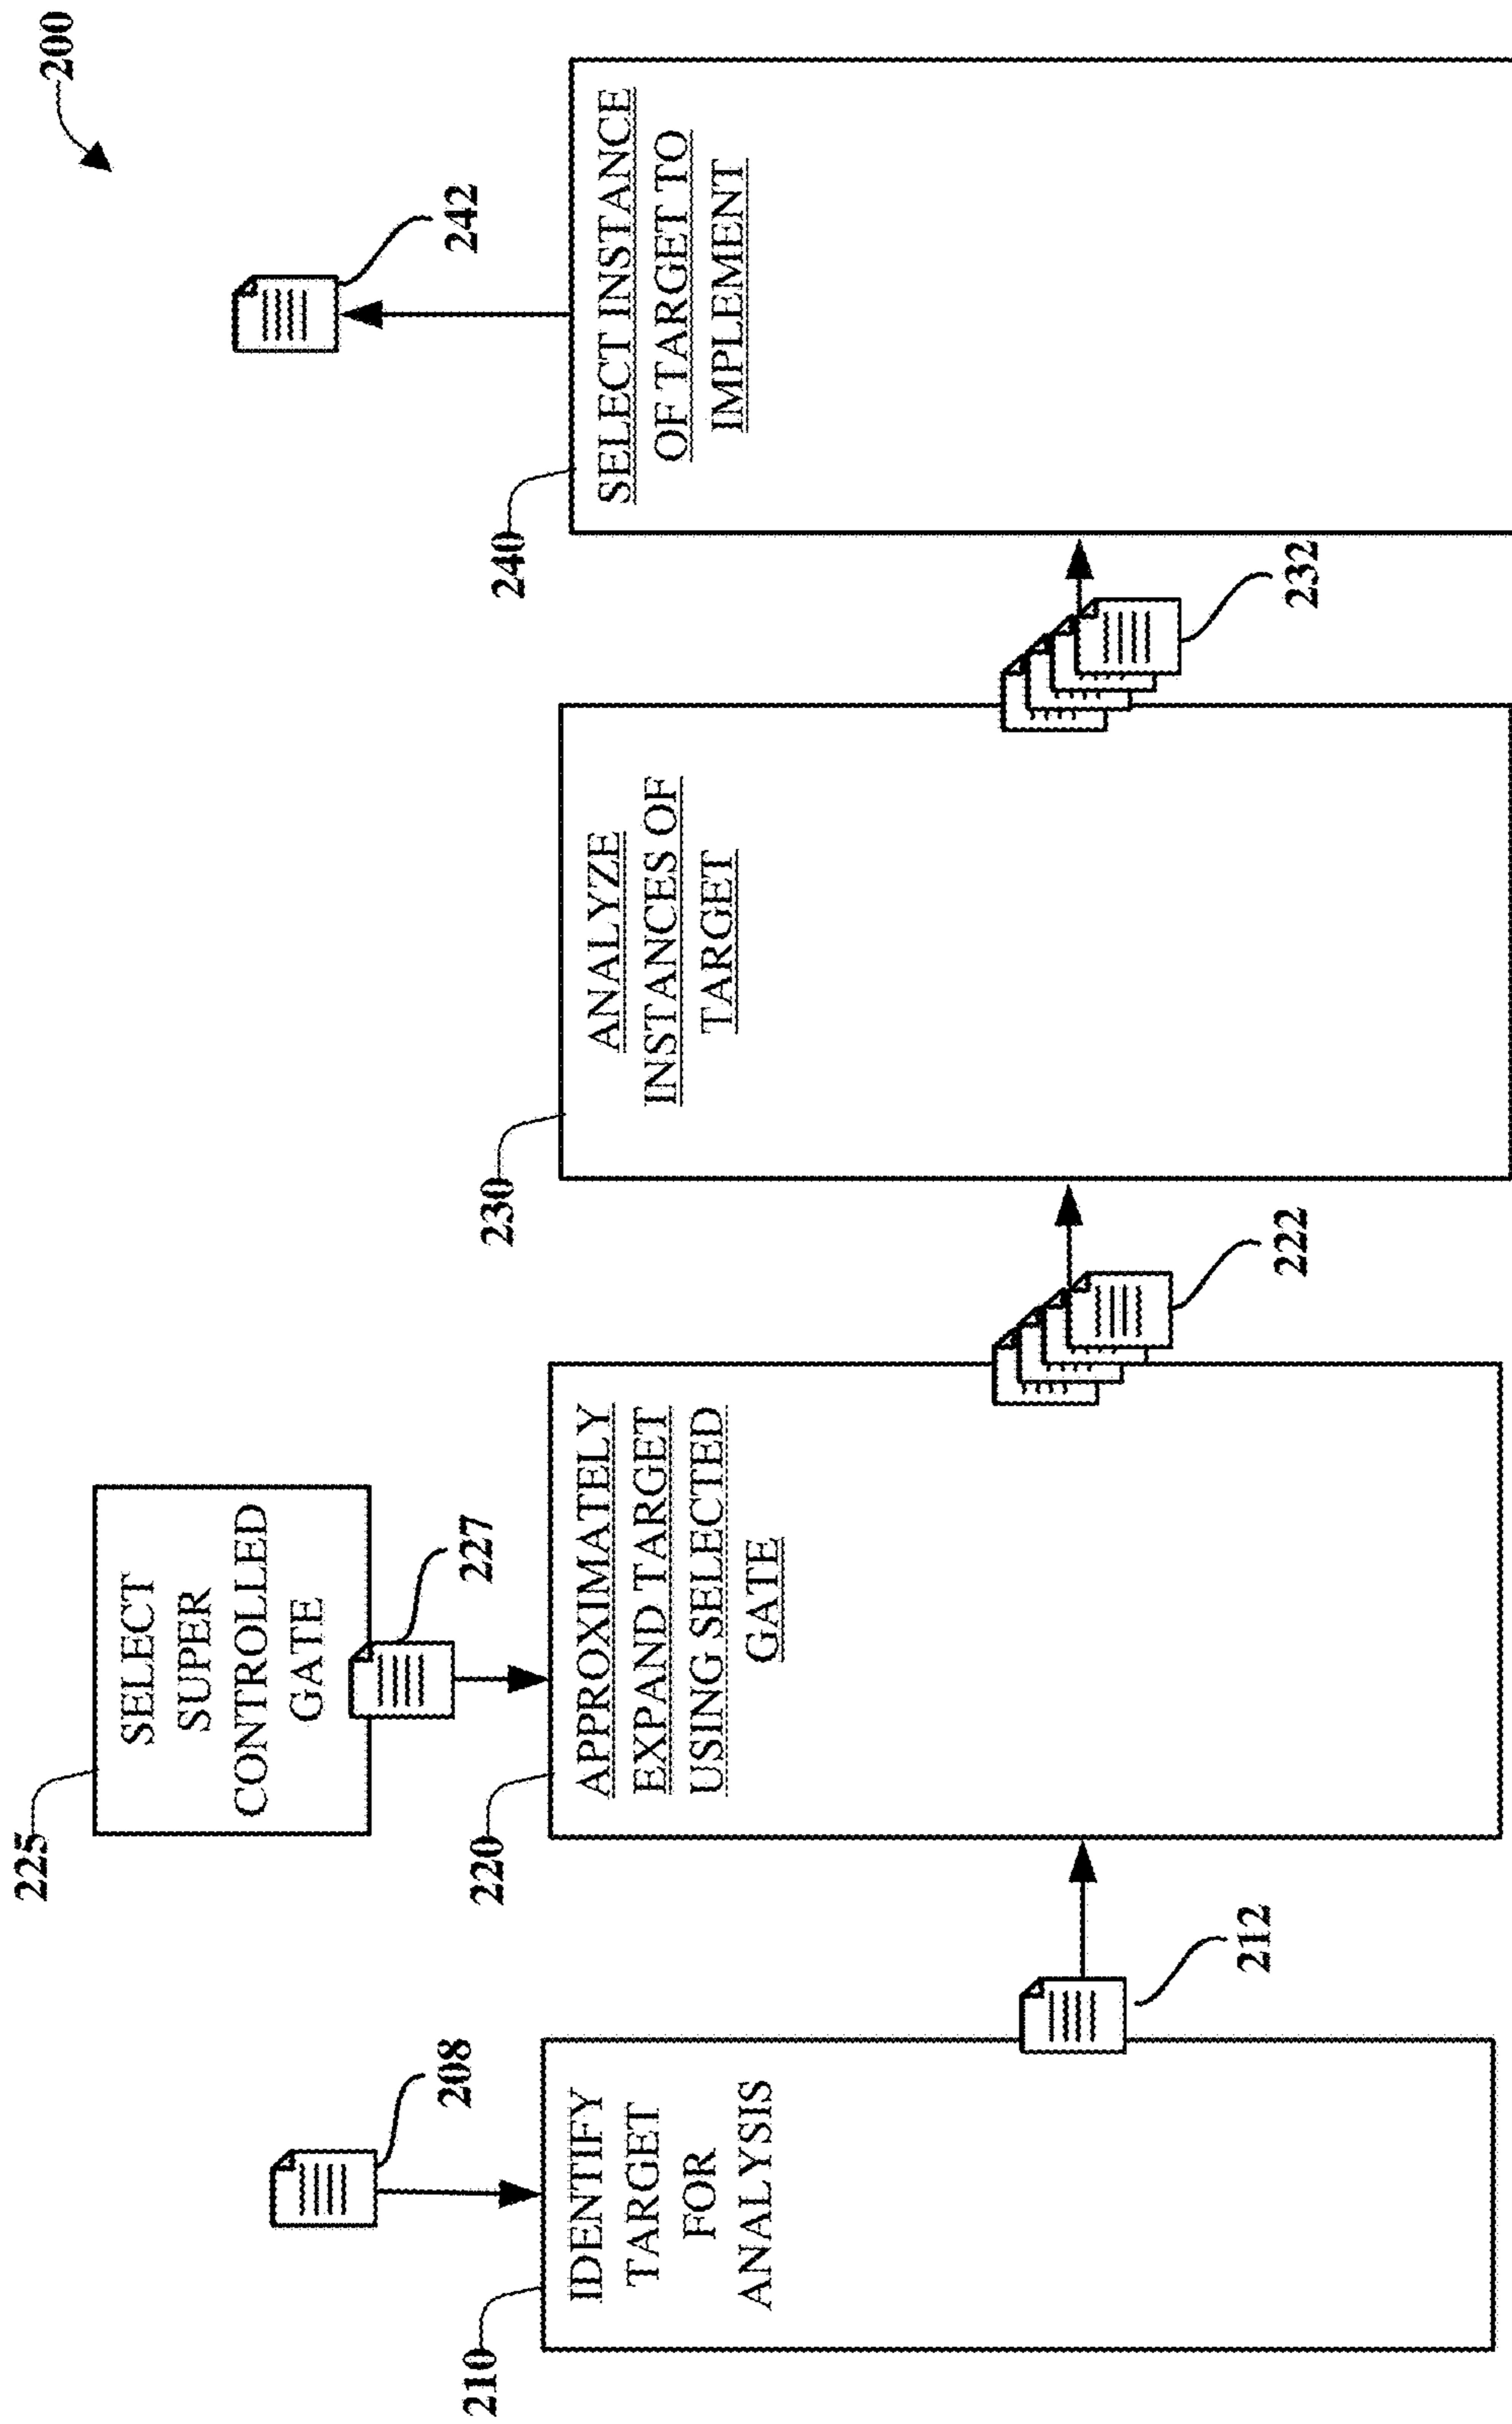 200
225
SELECT
SUPER
CONTROLLED
GATE
227
242
208
210
IDENTIFY
TARGET
FOR
ANALYSIS
212
220
APPROXIMATELY
EXPAND TARGET
USING SELECTED
GATE
222
230
ANALYZE
INSTANCES OF
TARGET
232
240
SELECT INSTANCE
OF TARGET TO
IMPLEMENT